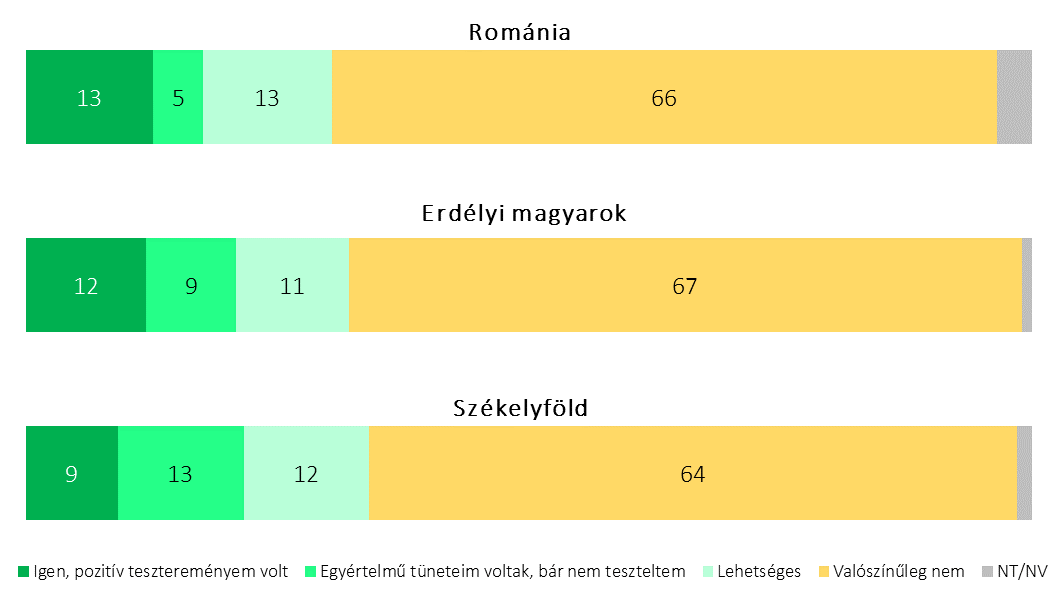 Románia
13 5 13 66
Erdélyi magyarok
12 9 11 67
Székelyföld
9 13 12 64
Igen, pozitív tesztereményem volt Egyértelmű tüneteim voltak, bár nem teszteltem Lehetséges Valószínűleg nem NT/NV